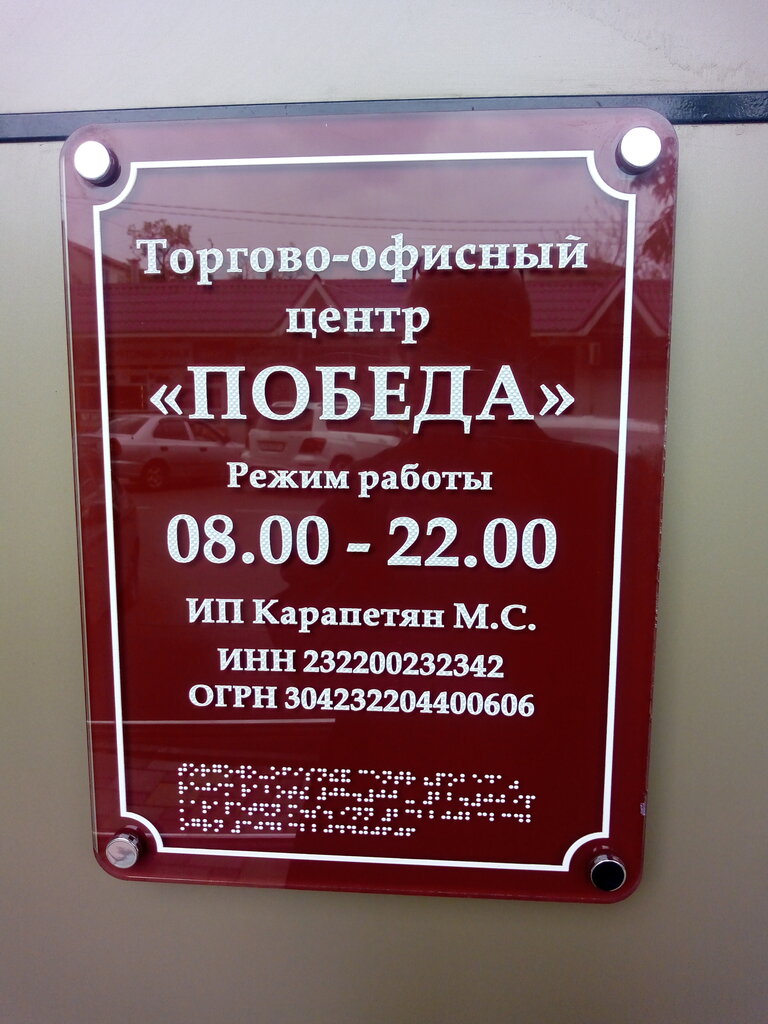 Торгово-офисный
центр
«ПОБЕДА»
Режим работы
08.00 - 22.00
ИП Карапетян М.С.
ИНН 232200232342
ОГРН 304232204400606